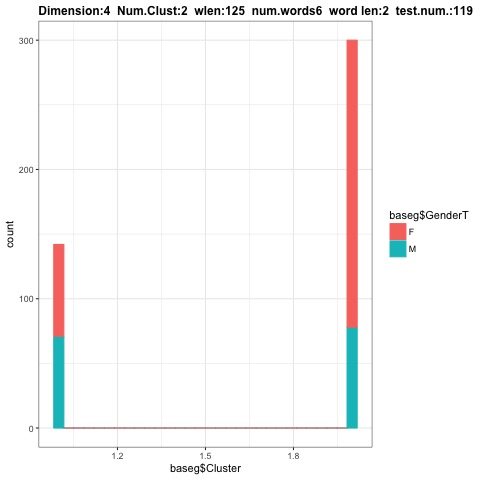 Dimension:4 Num.Clust:2 wlen:125 num.words6 word len:2 test.num.:119
300
200
100
0
count
1.2 1.5 1.8
baseg$Cluster
baseg$GenderT
F
M